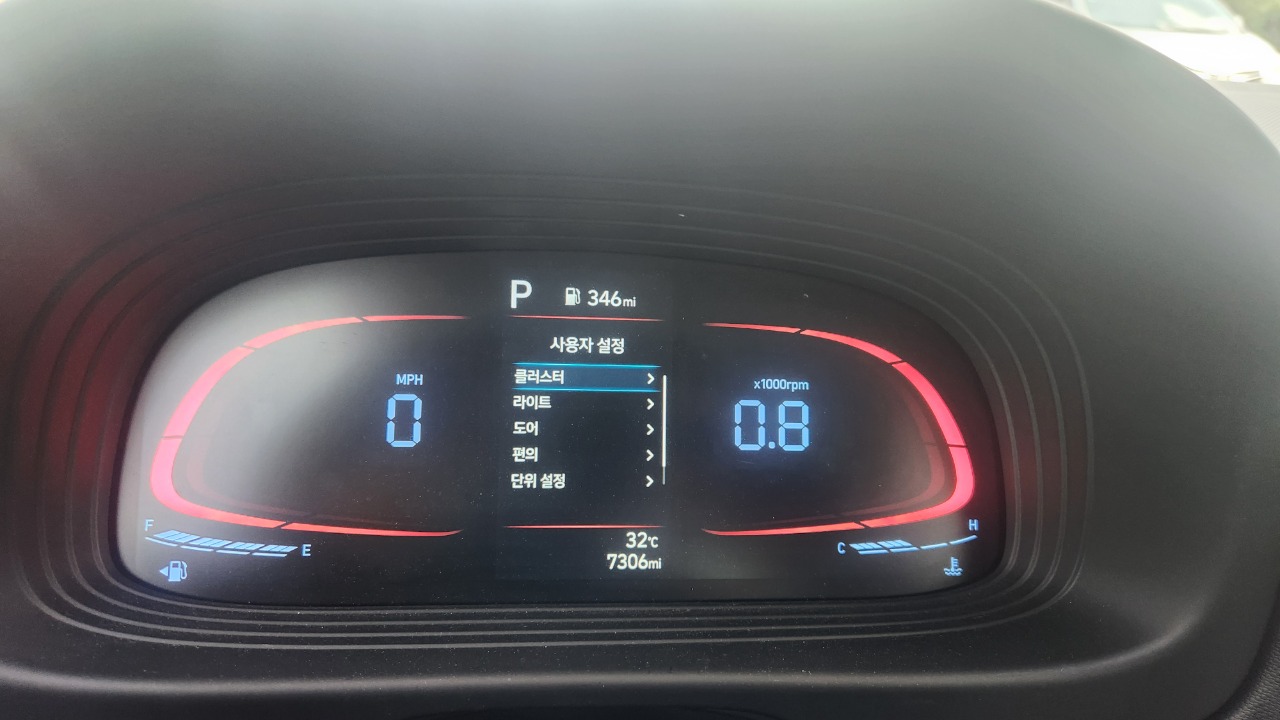 P 346mi
사용자 설정
클러스터
라이트
도어
편의
단위 설정
MPH
0
x1000rpm
0.8
F E
C H
32℃
7306mi